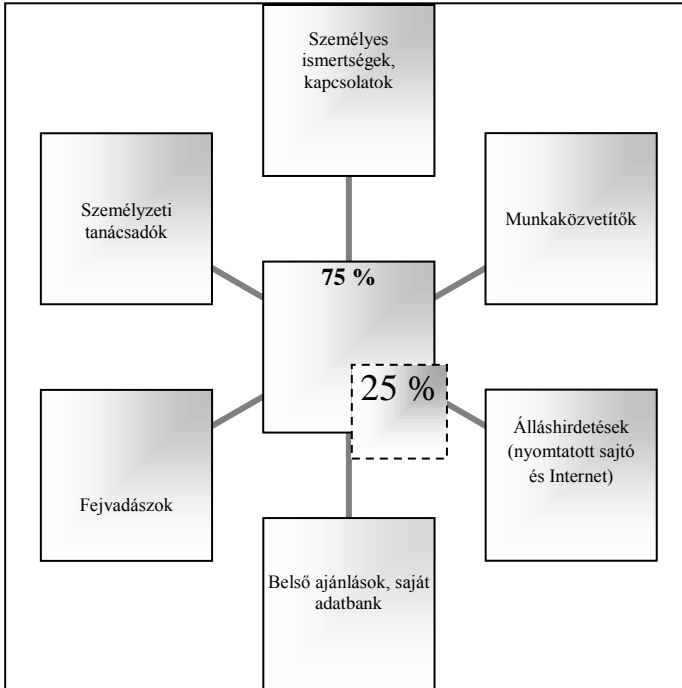 Személyes
ismertségek,
kapcsolatok
Személyzeti
tanácsadók
Munkaközvetítők
75 %
25 %
Fejvadászok
Álláshirdetések
(nyomtatott sajtó
és Internet)
Belső ajánlások, saját
adatbank